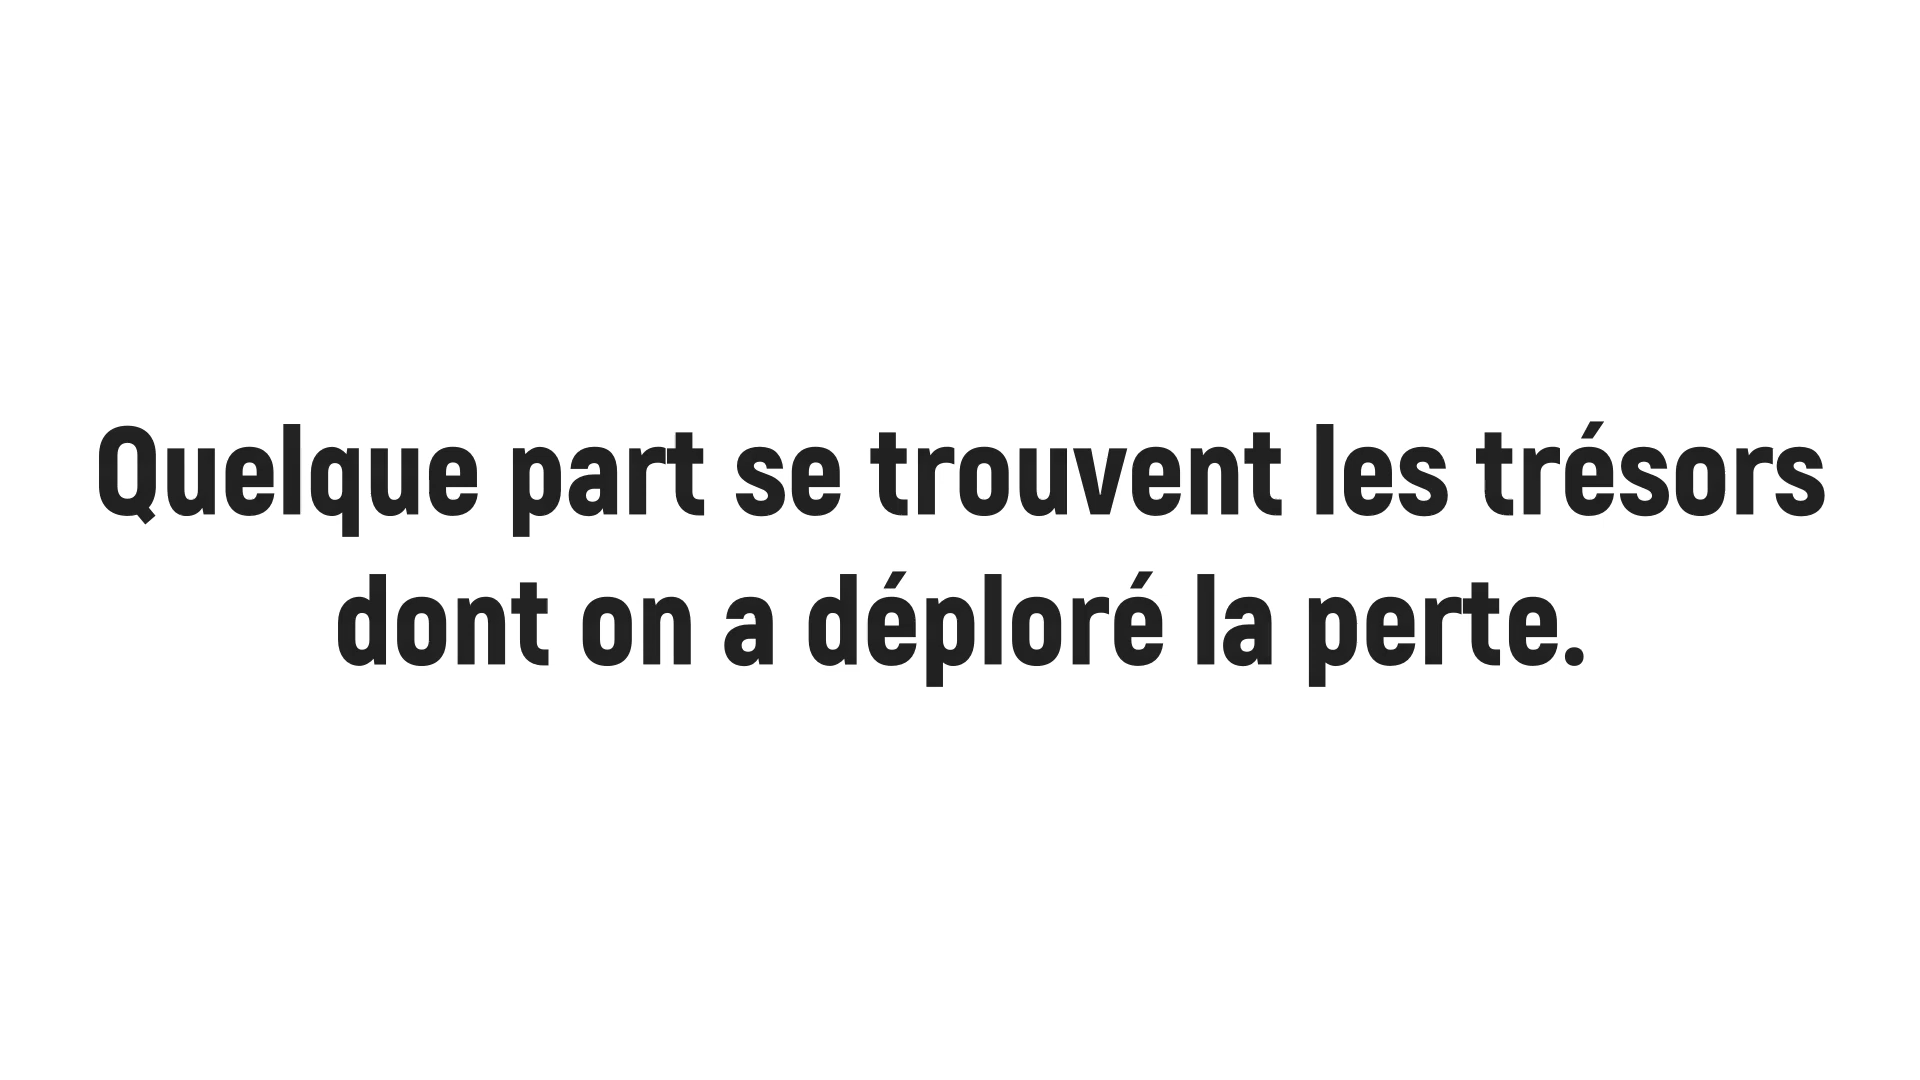 Quelque part se trouvent les trésors
dont on a déploré la perte.